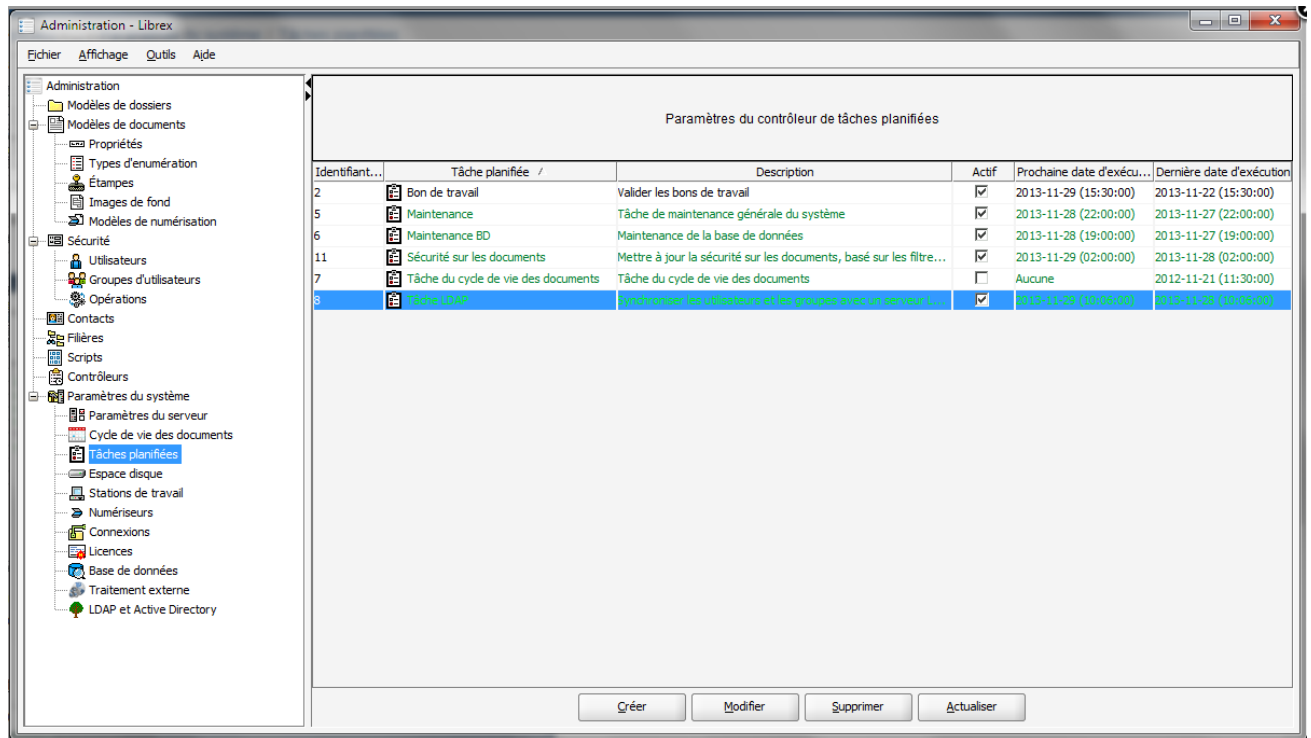 Administration - Librex
Fichier Affichage Outils Aide
Administration
Modèles de dossiers
Modèles de documents
Propriétés
Types d'enumération
Étampes
Images de fond
Modèles de numérisation
Sécurité
Utilisateurs
Groupes d'utilisateurs
Opérations
Contacts
Filières
Scripts
Contrôleurs
Paramètres du système
Paramètres du serveur
Cycle de vie des documents
Tâches planifiées
Espace disque
Stations de travail
Numériseurs
Connexions
Licences
Base de données
Traitement externe
LDAP et Active Directory
Paramètres du contrôleur de tâches planifiées
Identifiant... Tâche planifiée Description Actif Prochaine date d'exécu... Dernière date d'exécution
2 Bon de travail Valider les bons de travail 2013-11-29 (15:30:00) 2013-11-22 (15:30:00)
5 Maintenance Tâche de maintenance générale du système 2013-11-28 (22:00:00) 2013-11-27 (22:00:00)
6 Maintenance BD Maintenance de la base de données 2013-11-28 (19:00:00) 2013-11-27 (19:00:00)
11 Sécurité sur les documents Mettre à jour la sécurité sur les documents, basé sur les filtre... 2013-11-29 (02:00:00) 2013-11-28 (02:00:00)
7 Tâche du cycle de vie des documents Tâche du cycle de vie des documents Aucune 2012-11-21 (11:30:00)
8 Tâche LDAP Synchroniser les utilisateurs et les groupes avec un serveur L... 2013-11-29 (10:06:00) 2013-11-28 (10:06:00)
Créer Modifier Supprimer Actualiser